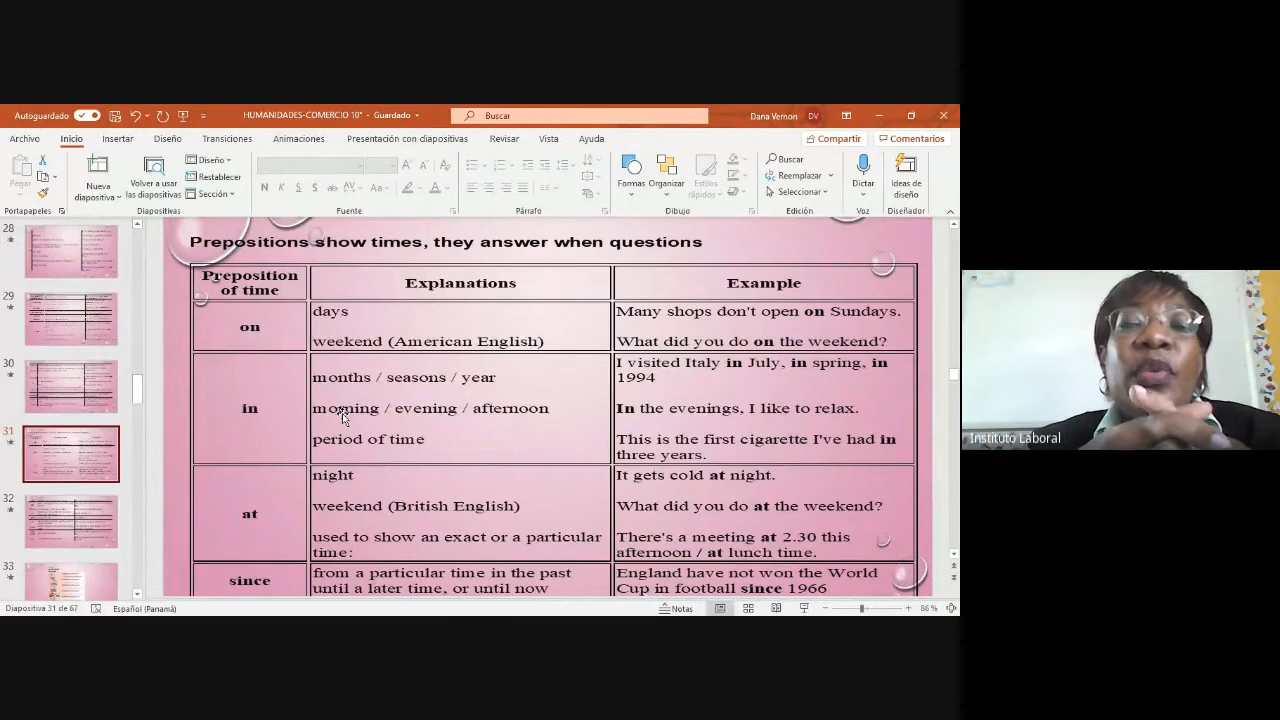 Autoguardado
HUMANIDADES-COMERCIO 10° - Guardado
Buscar
Dana Vernon DV
Archivo Inicio Insertar Diseño Transiciones Animaciones Presentación con diapositivas Revisar Vista Ayuda
Compartir Comentarios
Pegar
Nueva diapositiva
Volver a usar las diapositivas
Diseño
Restablecer
Sección
N K S S ab AV Aa A
Formas Organizar Estilos rápidos
Buscar
Reemplazar
Seleccionar
Dictar
Ideas de diseño
Portapapeles Diapositivas Fuente Párrafo Dibujo Edición Voz Diseñador
28
29
30
31
32
33
Prepositions show times, they answer when questions
Preposition of time Explanations Example
on
days
weekend (American English)
Many shops don't open on Sundays.
What did you do on the weekend?
in
months / seasons / year
morning / evening / afternoon
period of time
I visited Italy in July, in spring, in
1994
In the evenings, I like to relax.
This is the first cigarette I've had in
three years.
at
night
weekend (British English)
used to show an exact or a particular
time:
It gets cold at night.
What did you do at the weekend?
There's a meeting at 2.30 this
afternoon / at lunch time.
since
from a particular time in the past
until a later time, or until now
England have not won the World
Cup in football since 1966
Diapositiva 31 de 67 Español (Panamá) Notas 86 %
Instituto Laboral